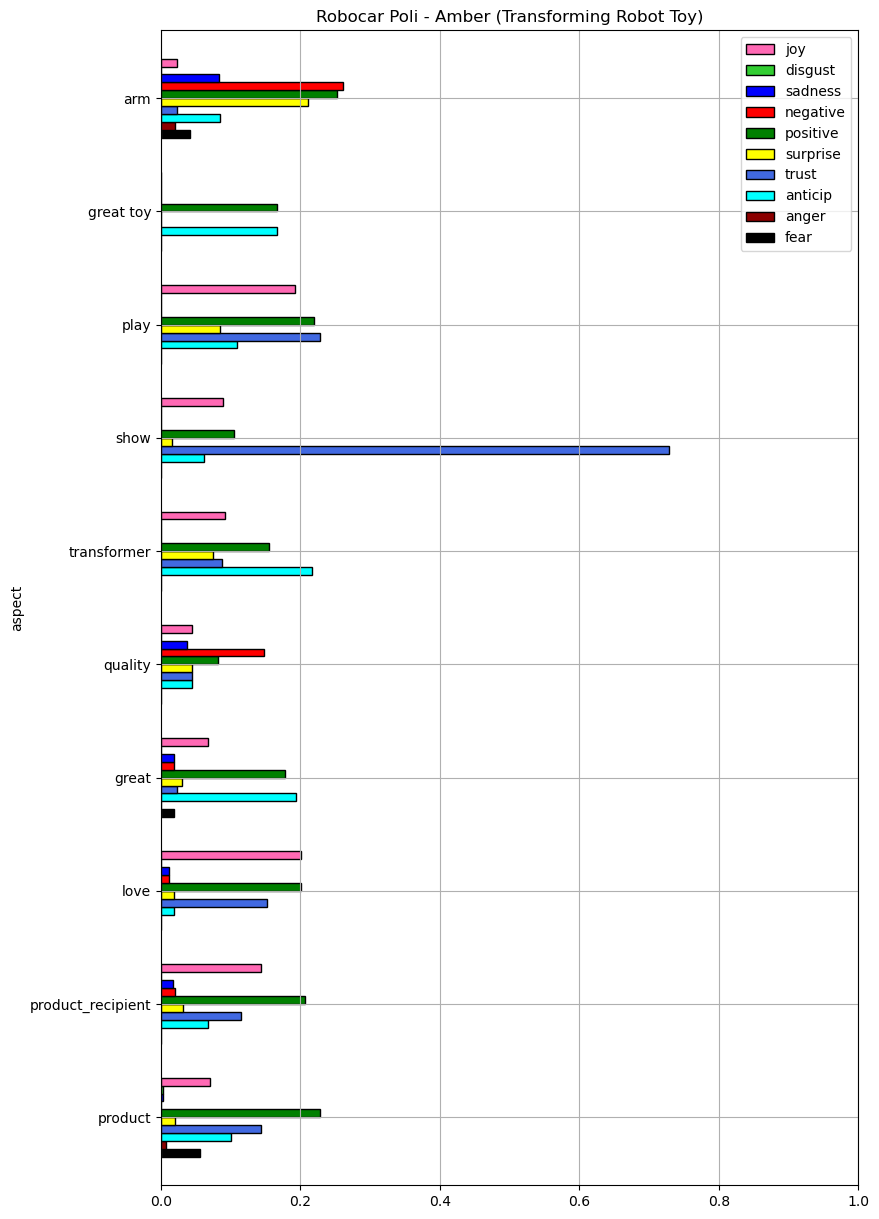 Robocar Poli - Amber (Transforming Robot Toy)
joy
disgust
sadness
negative
positive
surprise
trust
anticip
anger
fear
arm
great toy
play
show
transformer
quality
great
love
product_recipient
product
aspect
0.0 0.2 0.4 0.6 0.8 1.0